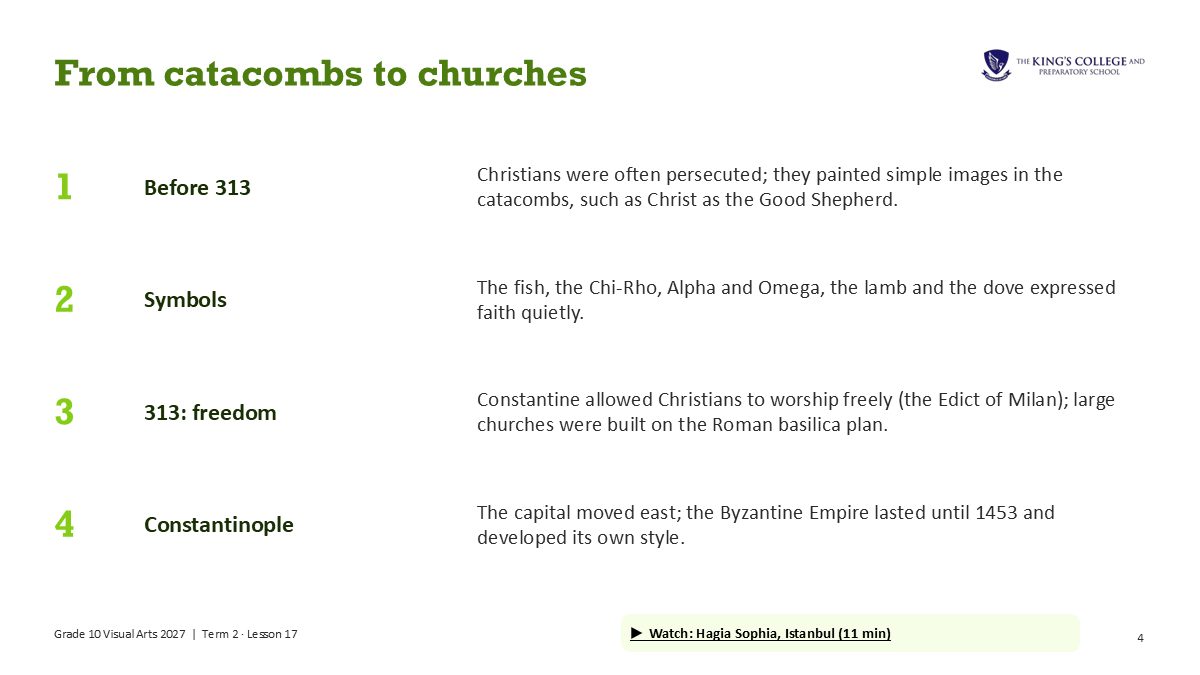 From catacombs to churches
THE KING'S COLLEGE AND
PREPARATORY SCHOOL
1
Before 313
Christians were often persecuted; they painted simple images in the
catacombs, such as Christ as the Good Shepherd.
2
Symbols
The fish, the Chi-Rho, Alpha and Omega, the lamb and the dove expressed
faith quietly.
3
313: freedom
Constantine allowed Christians to worship freely (the Edict of Milan); large
churches were built on the Roman basilica plan.
4
Constantinople
The capital moved east; the Byzantine Empire lasted until 1453 and
developed its own style.
Grade 10 Visual Arts 2027 | Term 2 · Lesson 17
▶ Watch: Hagia Sophia, Istanbul (11 min)
4